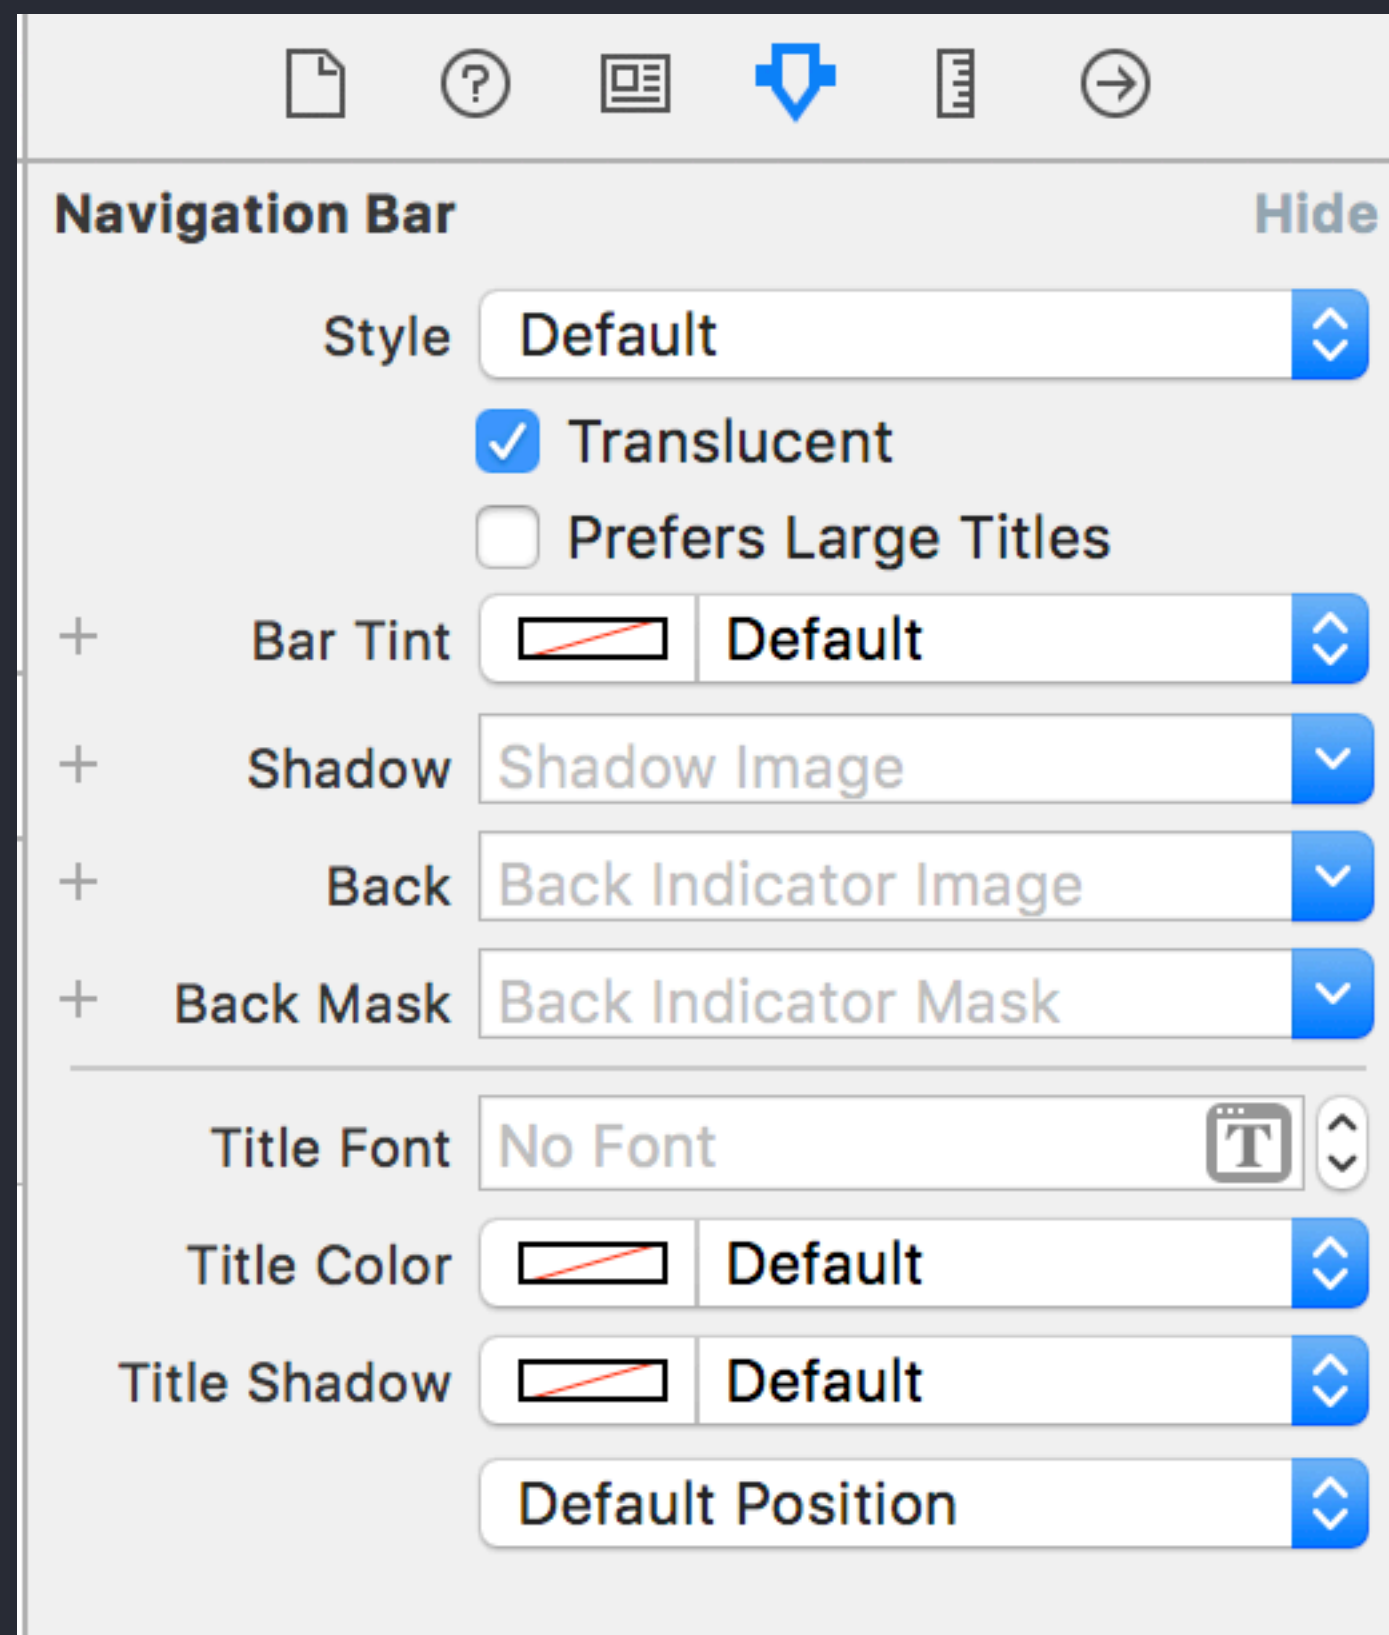 Navigation Bar Hide
Style Default
Translucent
Prefers Large Titles
Bar Tint Default
Shadow Shadow Image
Back Back Indicator Image
Back Mask Back Indicator Mask
Title Font No Font T
Title Color Default
Title Shadow Default
Default Position